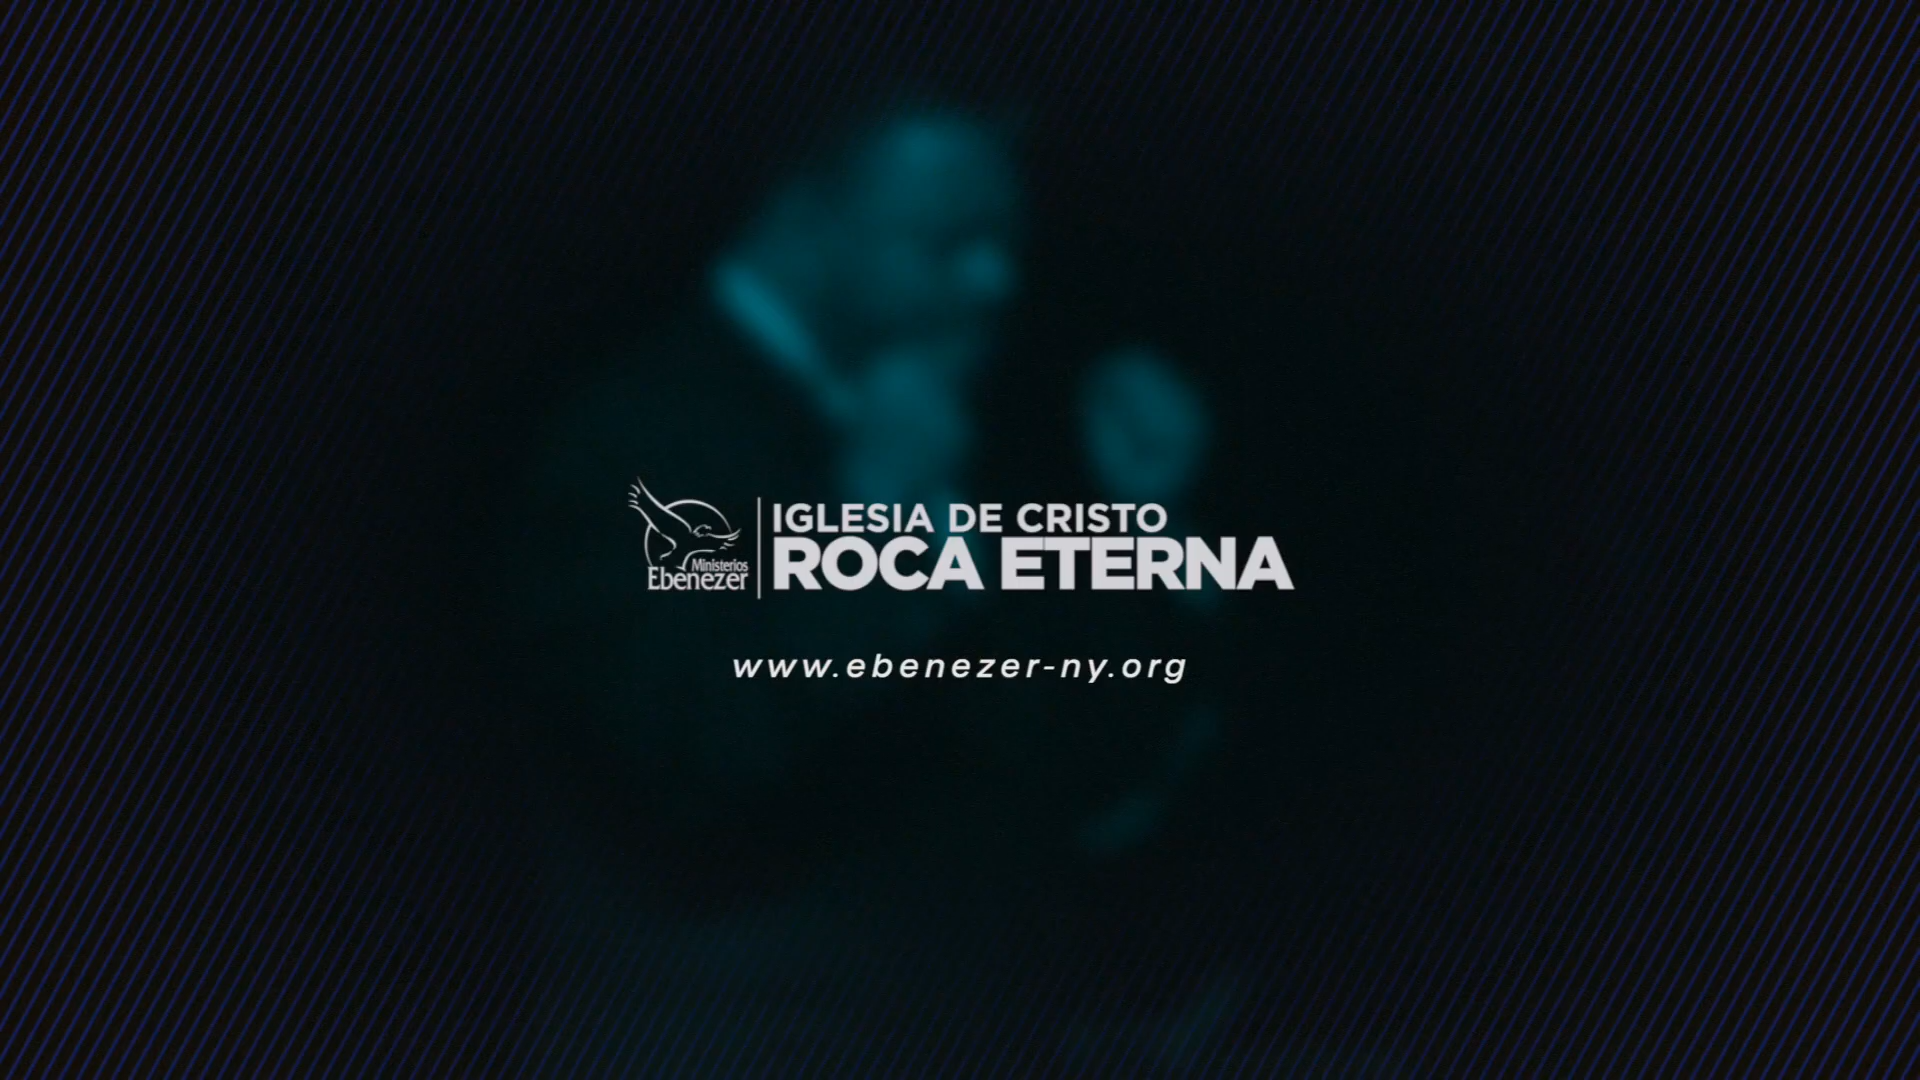 Ministerios
Ebenezer
IGLESIA DE CRISTO
ROCA ETERNA
www.ebenezer-ny.org